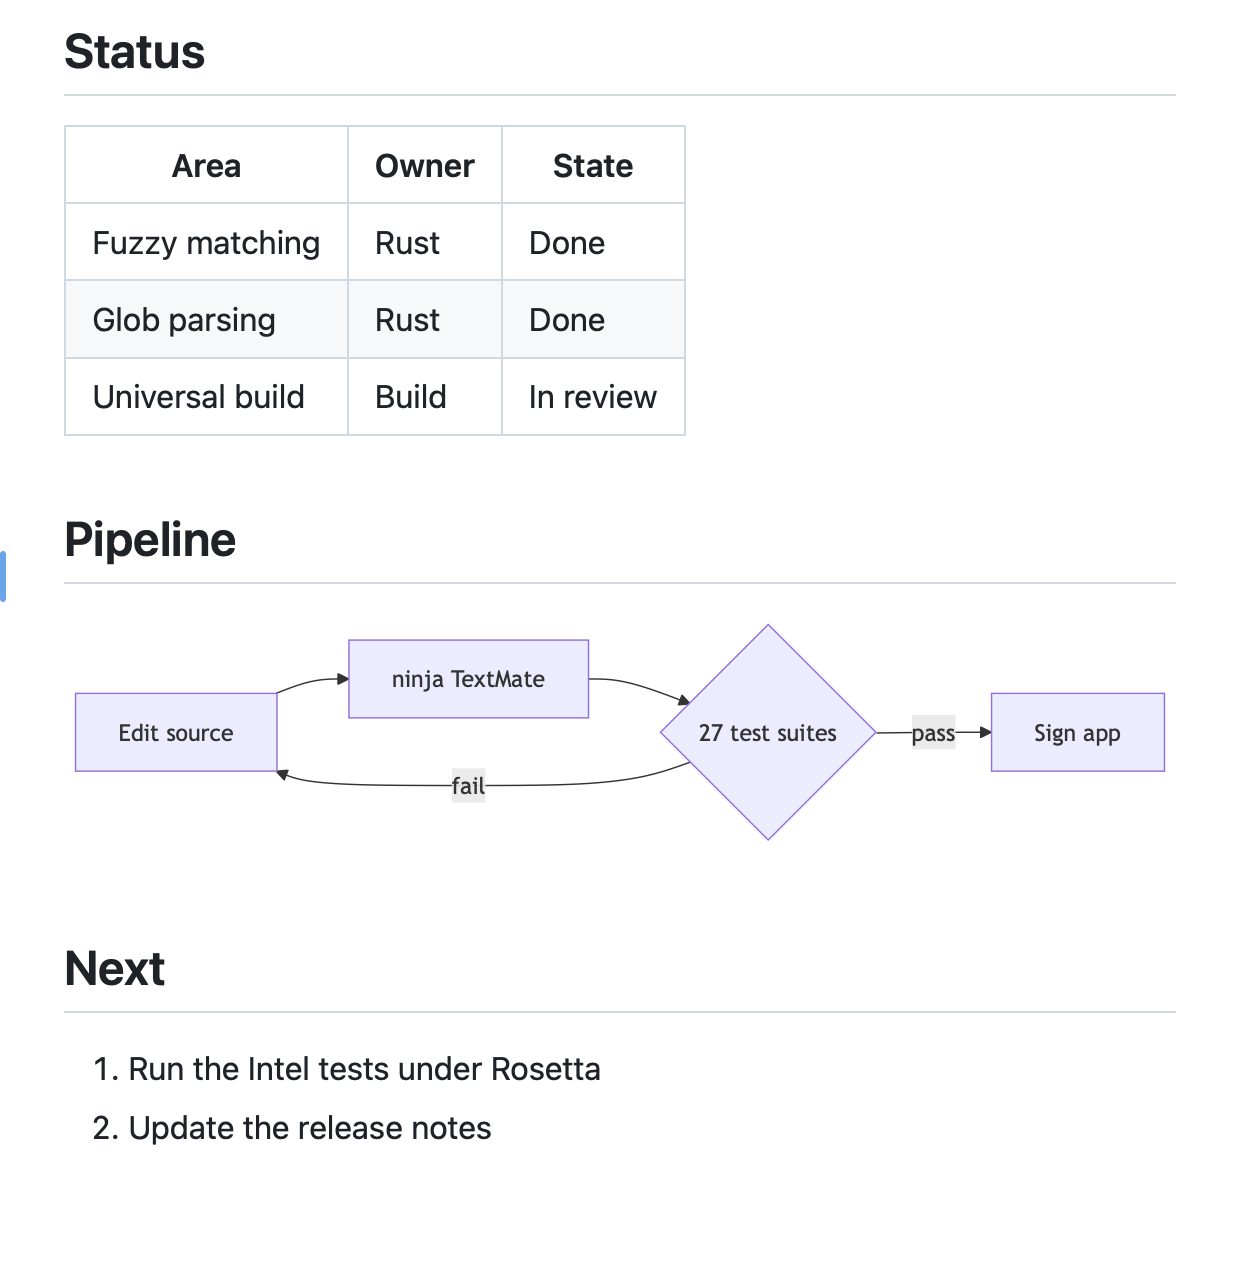 Status
Area Owner State
Fuzzy matching Rust Done
Glob parsing Rust Done
Universal build Build In review
Pipeline
ninja TextMate
Edit source
27 test suites
pass
Sign app
fail
Next
1. Run the Intel tests under Rosetta
2. Update the release notes